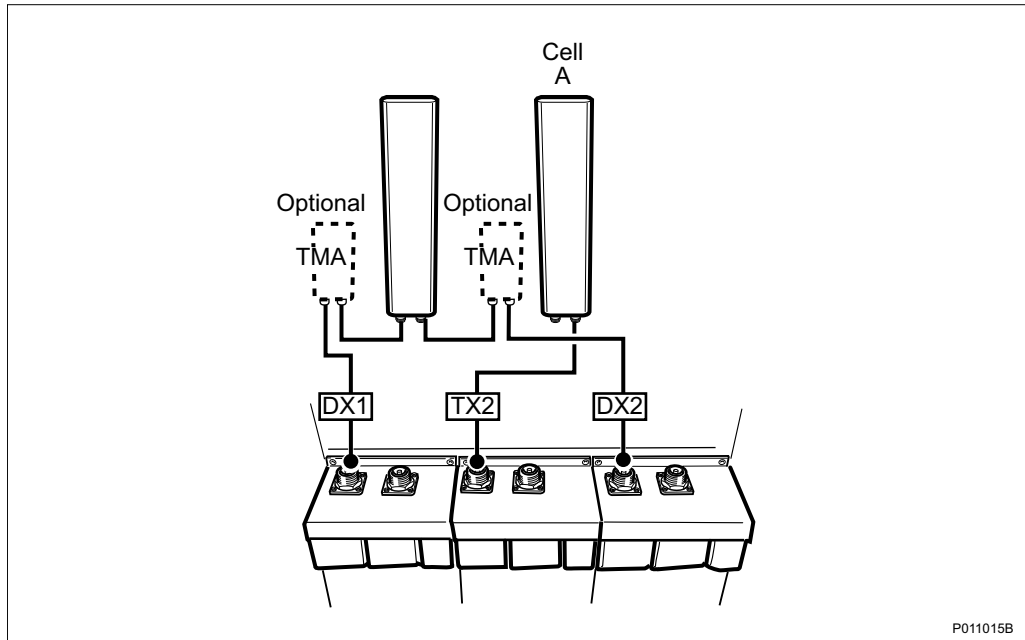 Cell
A
Optional
Optional
TMA
TMA
DX1
TX2
DX2
P011015B